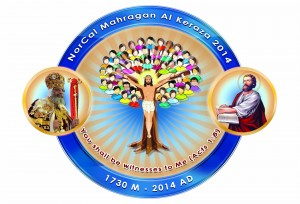 NorCal Mahragan Al Keraza 2014
You shall be witnesses to Me (Acts 1:8)
1730 M - 2014 AD